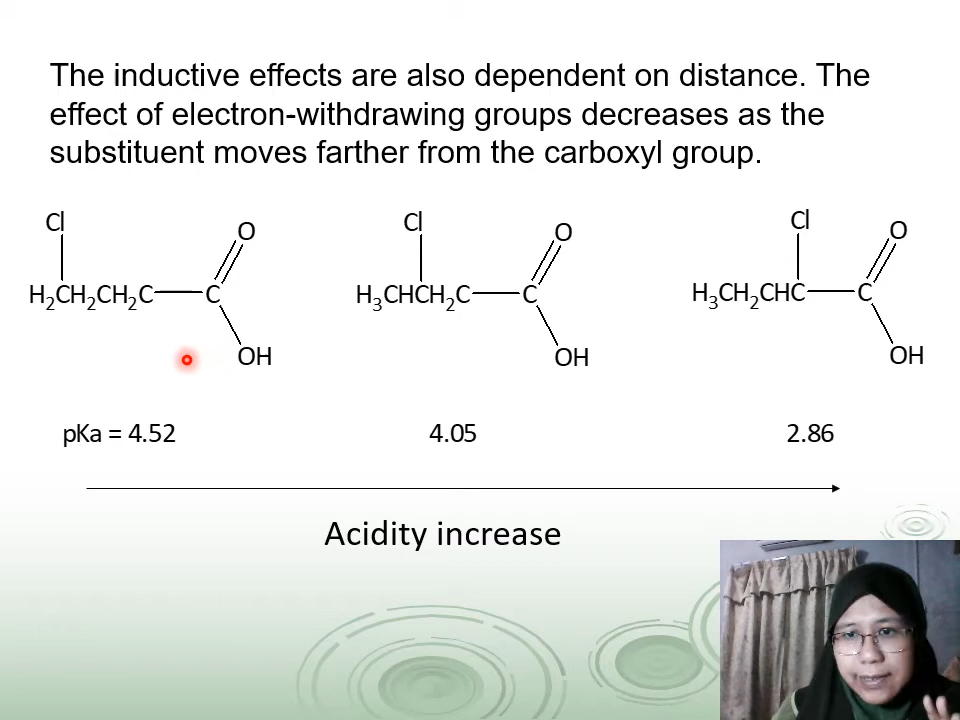 The inductive effects are also dependent on distance. The
effect of electron-withdrawing groups decreases as the
substituent moves farther from the carboxyl group.
Cl O Cl O Cl O
H₂CH₂CH₂C C H₃CHCH₂C C H₃CH₂CHC C
OH OH OH
pKa = 4.52 4.05 2.86
Acidity increase